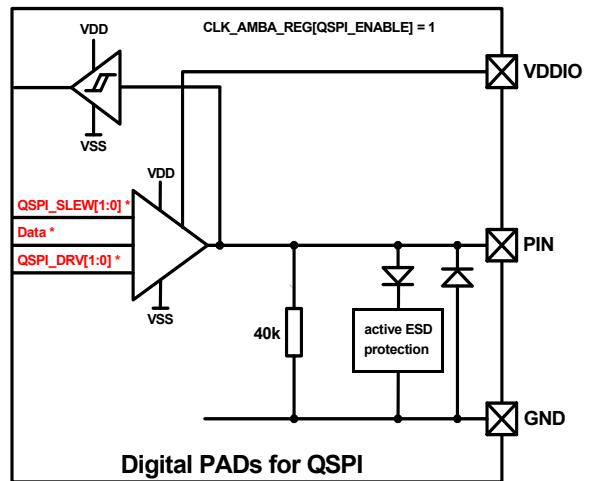 VDD
CLK_AMBA_REG[QSPI_ENABLE] = 1
VDDIO
VSS
VDD
QSPI_SLEW[1:0] *
Data *
QSPI_DRV[1:0] *
PIN
VSS
40k
active ESD
protection
GND
Digital PADs for QSPI